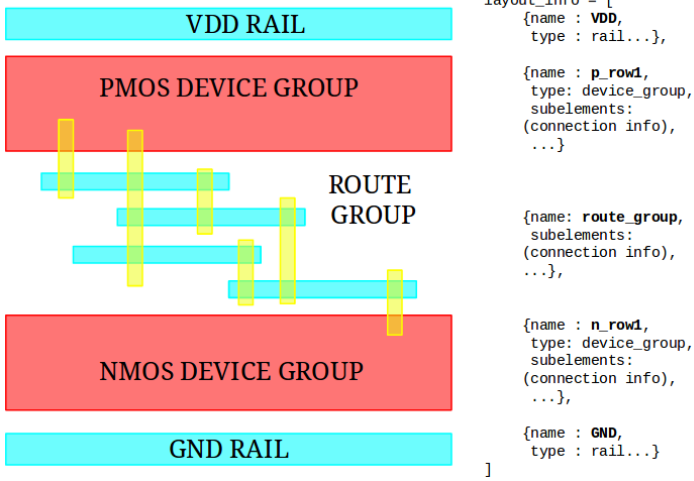 VDD RAIL
PMOS DEVICE GROUP
ROUTE
GROUP
NMOS DEVICE GROUP
GND RAIL
layout_info = [
{name : VDD,
type : rail...},
{name : p_row1,
type: device_group,
subelements:
(connection info),
...}
{name: route_group,
subelements:
(connection info),
...},
{name : n_row1,
type: device_group,
subelements:
(connection info),
...},
{name : GND,
type : rail...}
]